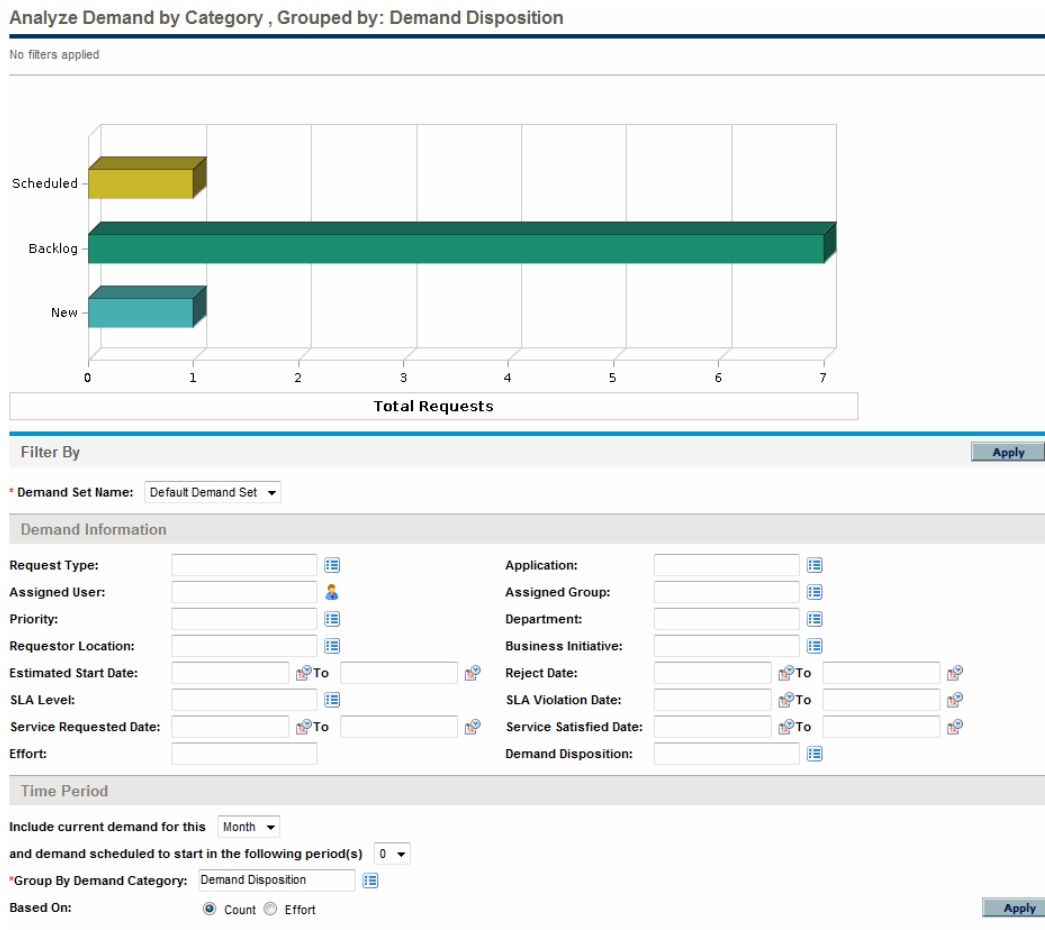 Analyze Demand by Category , Grouped by: Demand Disposition
No filters applied
Scheduled
Backlog
New
0 1 2 3 4 5 6 7
Total Requests
Filter By Apply
* Demand Set Name: Default Demand Set
Demand Information
Request Type: Application:
Assigned User: Assigned Group:
Priority: Department:
Requestor Location: Business Initiative:
Estimated Start Date: To Reject Date: To
SLA Level: SLA Violation Date: To
Service Requested Date: To Service Satisfied Date: To
Effort: Demand Disposition:
Time Period
Include current demand for this Month
and demand scheduled to start in the following period(s) 0
*Group By Demand Category: Demand Disposition
Based On: Count Effort Apply